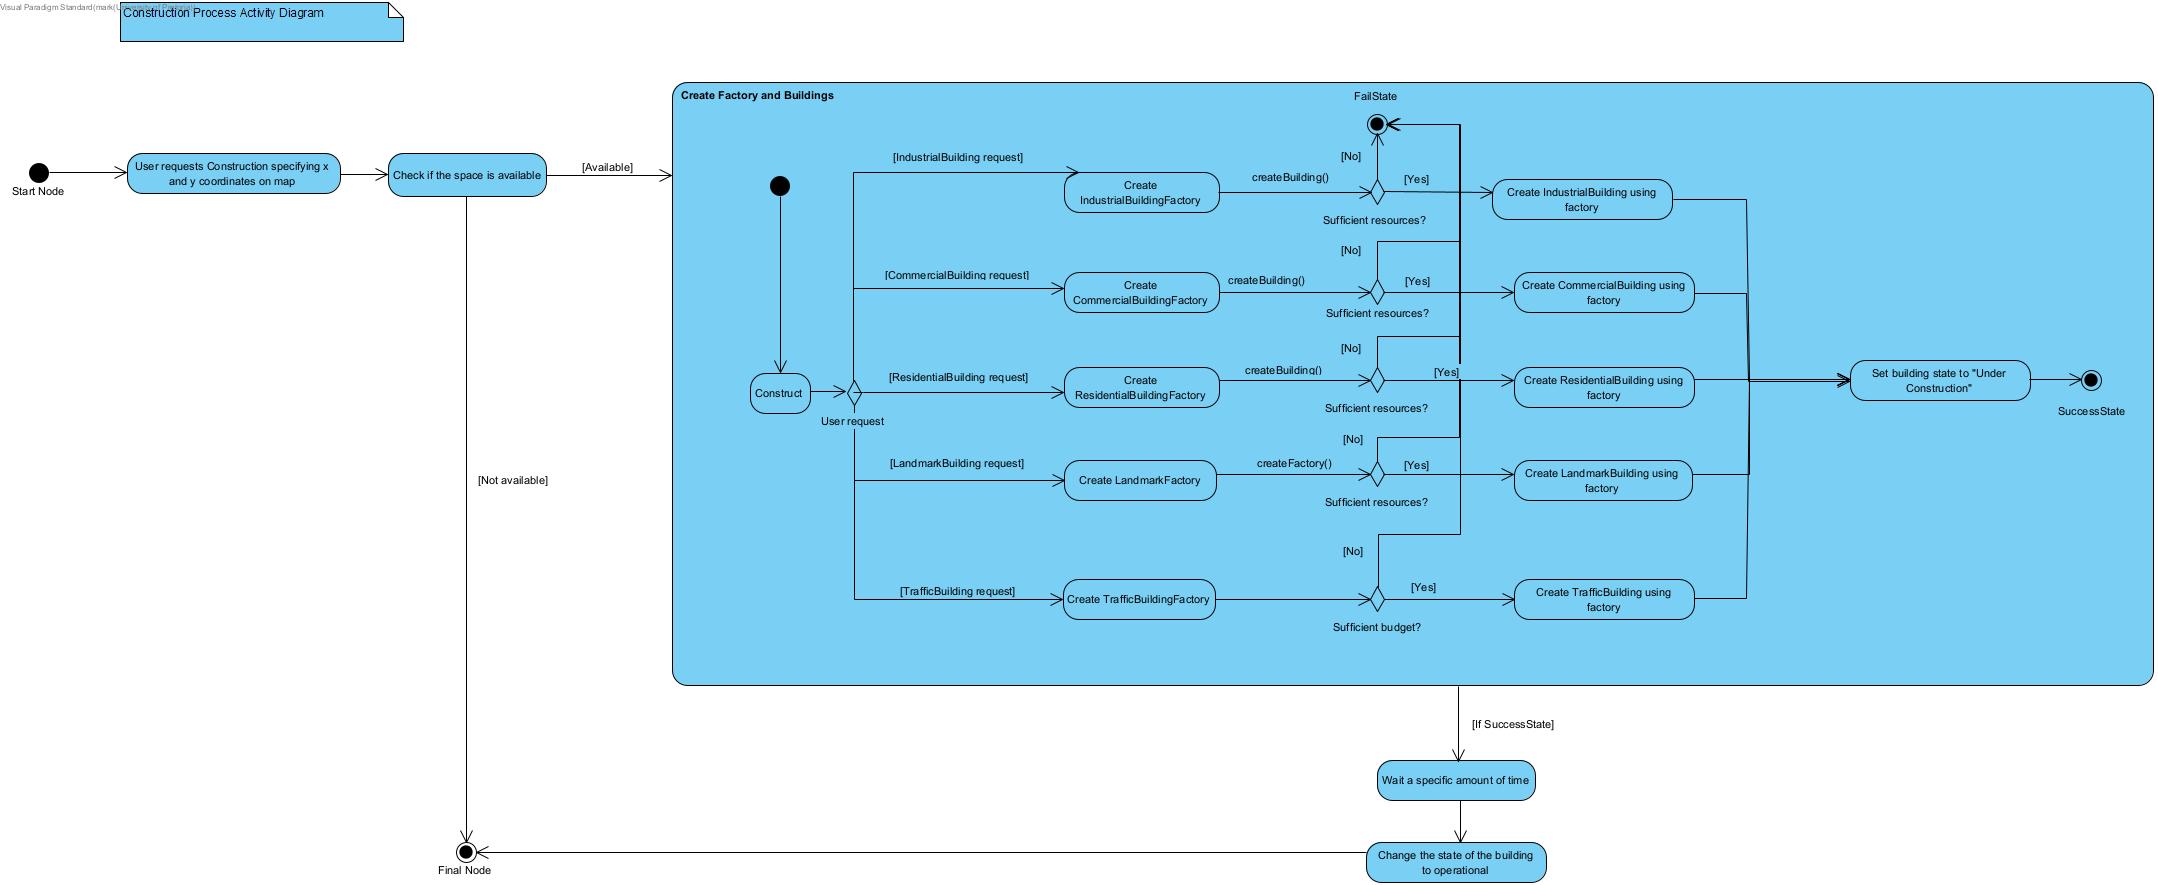 Visual Paradigm Standard(mark(University of Pretoria))
Construction Process Activity Diagram
Create Factory and Buildings
FailState
Start Node
User requests Construction specifying x
and y coordinates on map
Check if the space is available
[Available]
[IndustrialBuilding request]
Create
IndustrialBuildingFactory
createBuilding()
[No]
[Yes]
Sufficient resources?
Create IndustrialBuilding using
factory
[CommercialBuilding request]
Create
CommercialBuildingFactory
createBuilding()
[No]
[Yes]
Sufficient resources?
Create CommercialBuilding using
factory
Construct
User request
[ResidentialBuilding request]
Create
ResidentialBuildingFactory
createBuilding()
[No]
[Yes]
Sufficient resources?
Create ResidentialBuilding using
factory
Set building state to "Under
Construction"
SuccessState
[LandmarkBuilding request]
Create LandmarkFactory
createFactory()
[No]
[Yes]
Sufficient resources?
Create LandmarkBuilding using
factory
[Not available]
[TrafficBuilding request]
Create TrafficBuildingFactory
[No]
[Yes]
Sufficient budget?
Create TrafficBuilding using
factory
[If SuccessState]
Wait a specific amount of time
Change the state of the building
to operational
Final Node